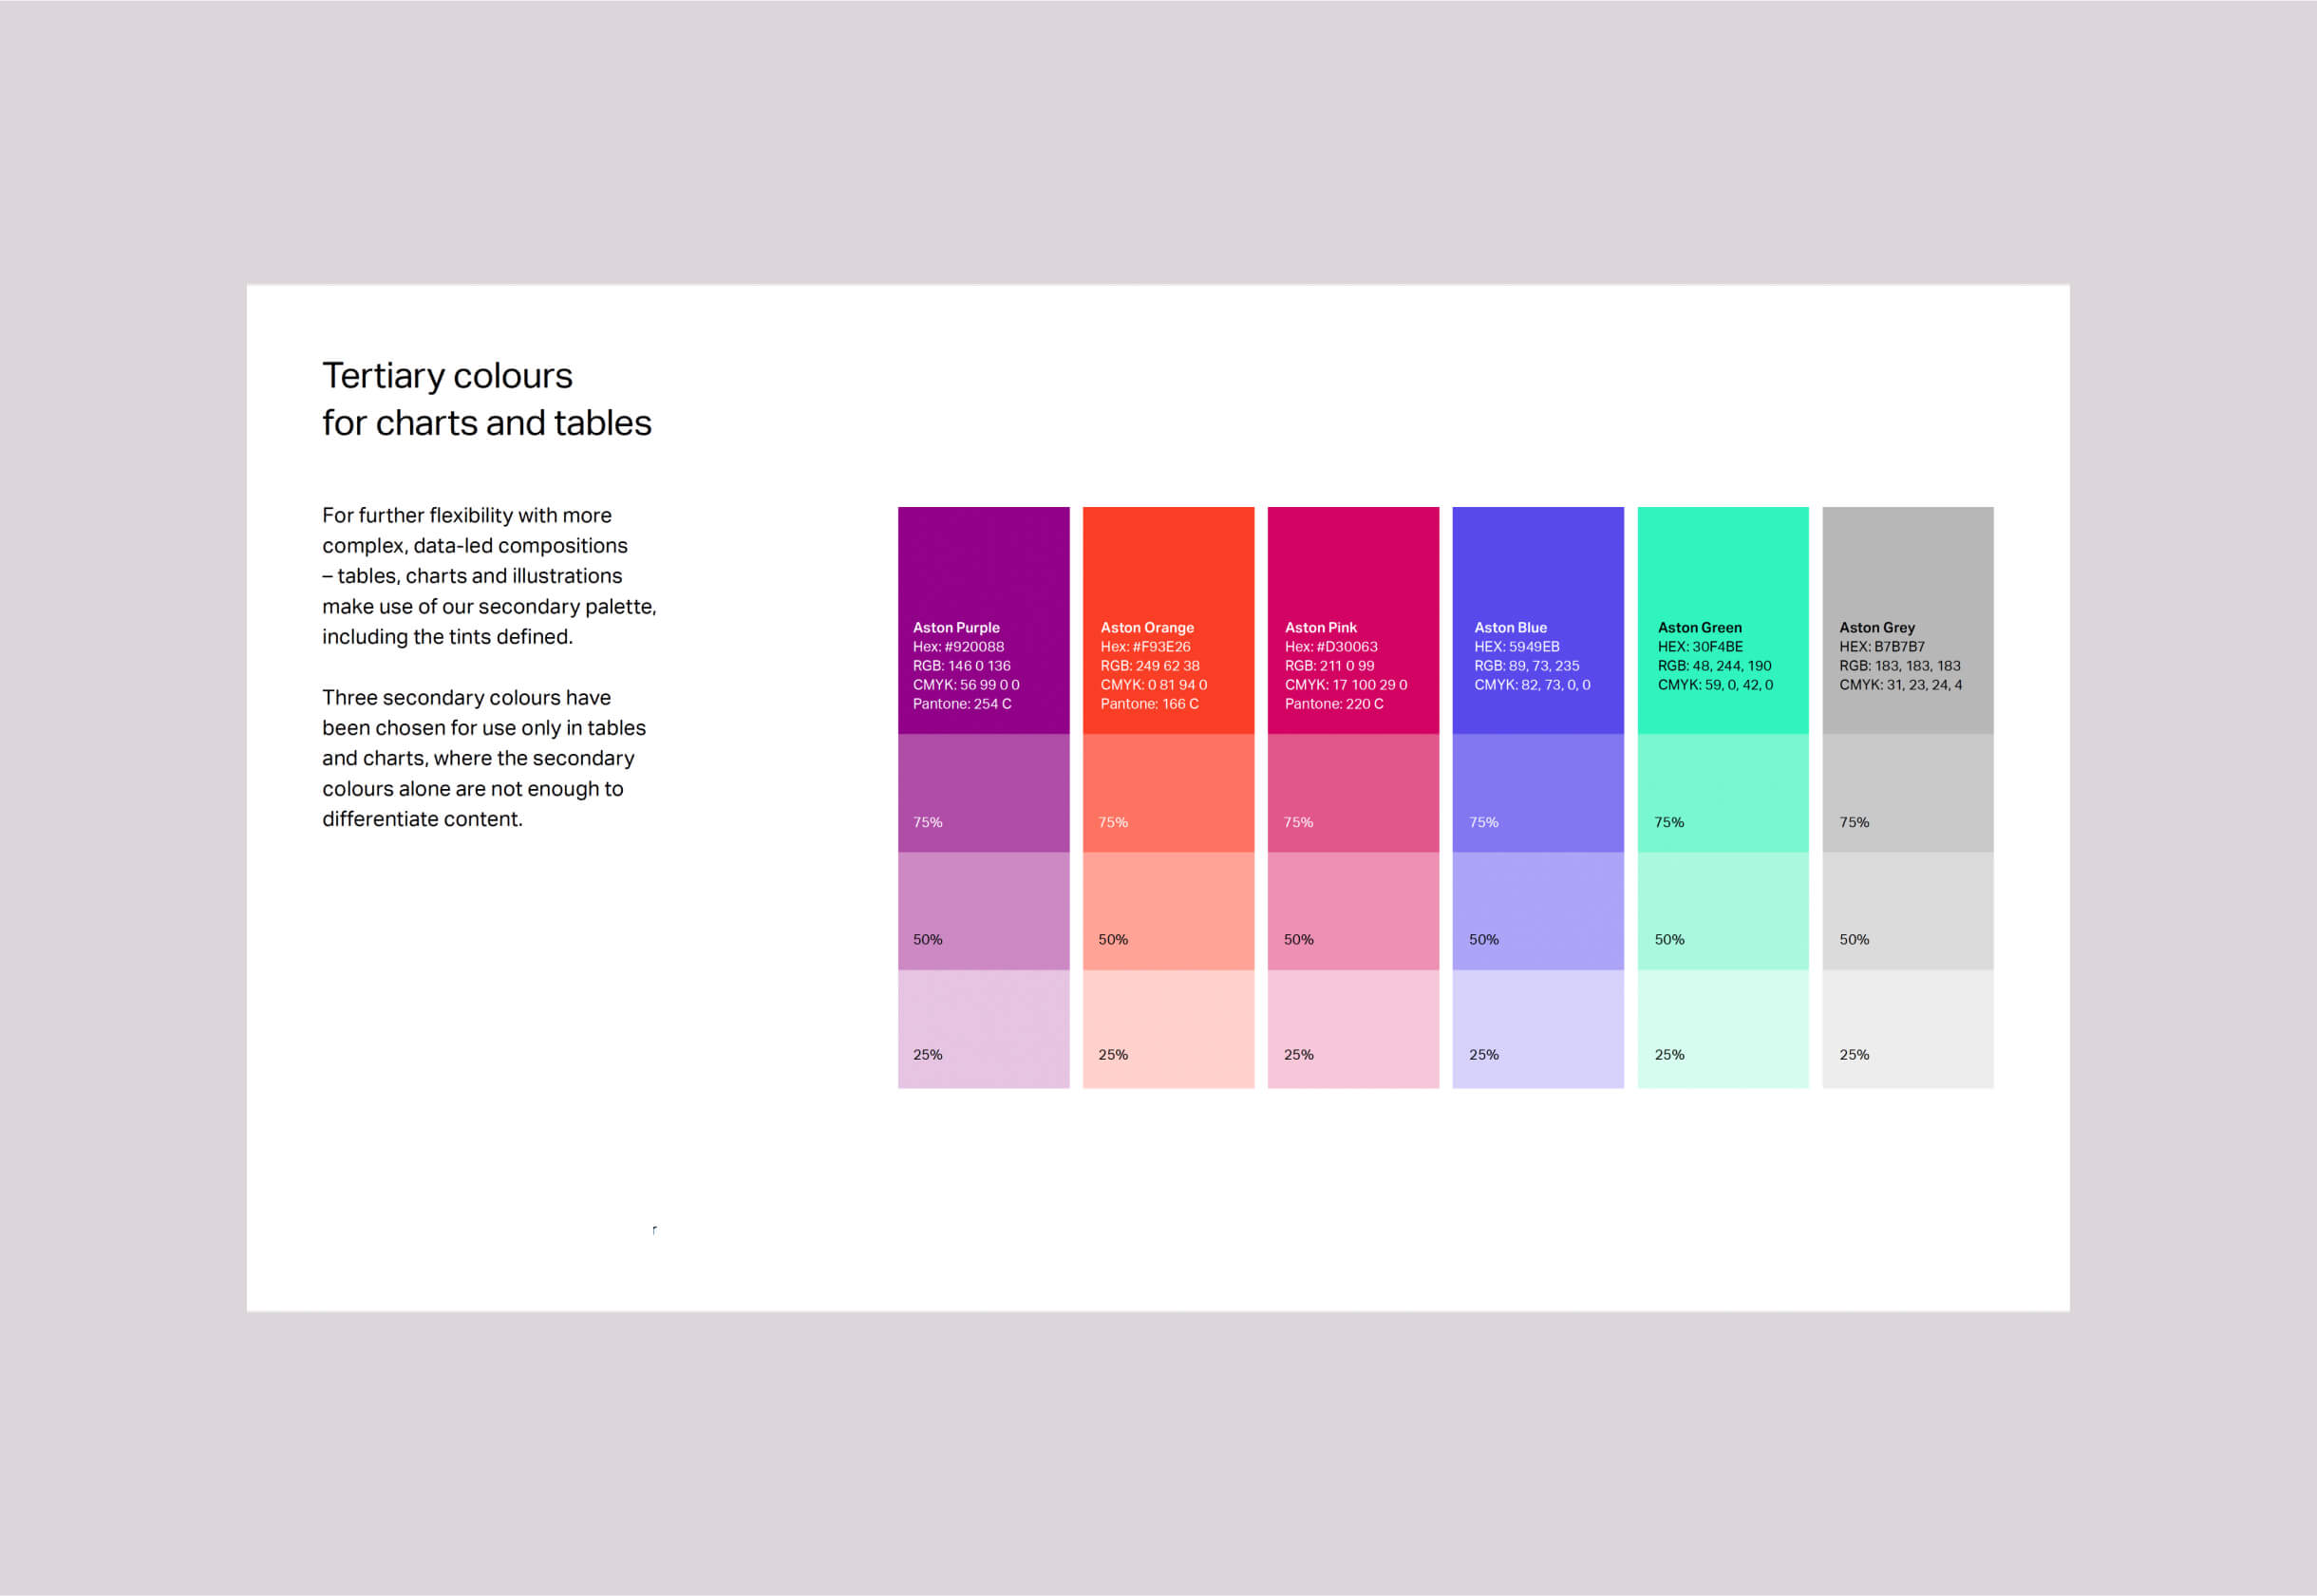 Tertiary colours
for charts and tables
For further flexibility with more
complex, data-led compositions
– tables, charts and illustrations
make use of our secondary palette,
including the tints defined.
Three secondary colours have
been chosen for use only in tables
and charts, where the secondary
colours alone are not enough to
differentiate content.
Aston Purple
Hex: #920088
RGB: 146 0 136
CMYK: 56 99 0 0
Pantone: 254 C
75%
50%
25%
Aston Orange
Hex: #F93E26
RGB: 249 62 38
CMYK: 0 81 94 0
Pantone: 166 C
75%
50%
25%
Aston Pink
Hex: #D30063
RGB: 211 0 99
CMYK: 17 100 29 0
Pantone: 220 C
75%
50%
25%
Aston Blue
HEX: 5949EB
RGB: 89, 73, 235
CMYK: 82, 73, 0, 0
75%
50%
25%
Aston Green
HEX: 30F4BE
RGB: 48, 244, 190
CMYK: 59, 0, 42, 0
75%
50%
25%
Aston Grey
HEX: B7B7B7
RGB: 183, 183, 183
CMYK: 31, 23, 24, 4
75%
50%
25%